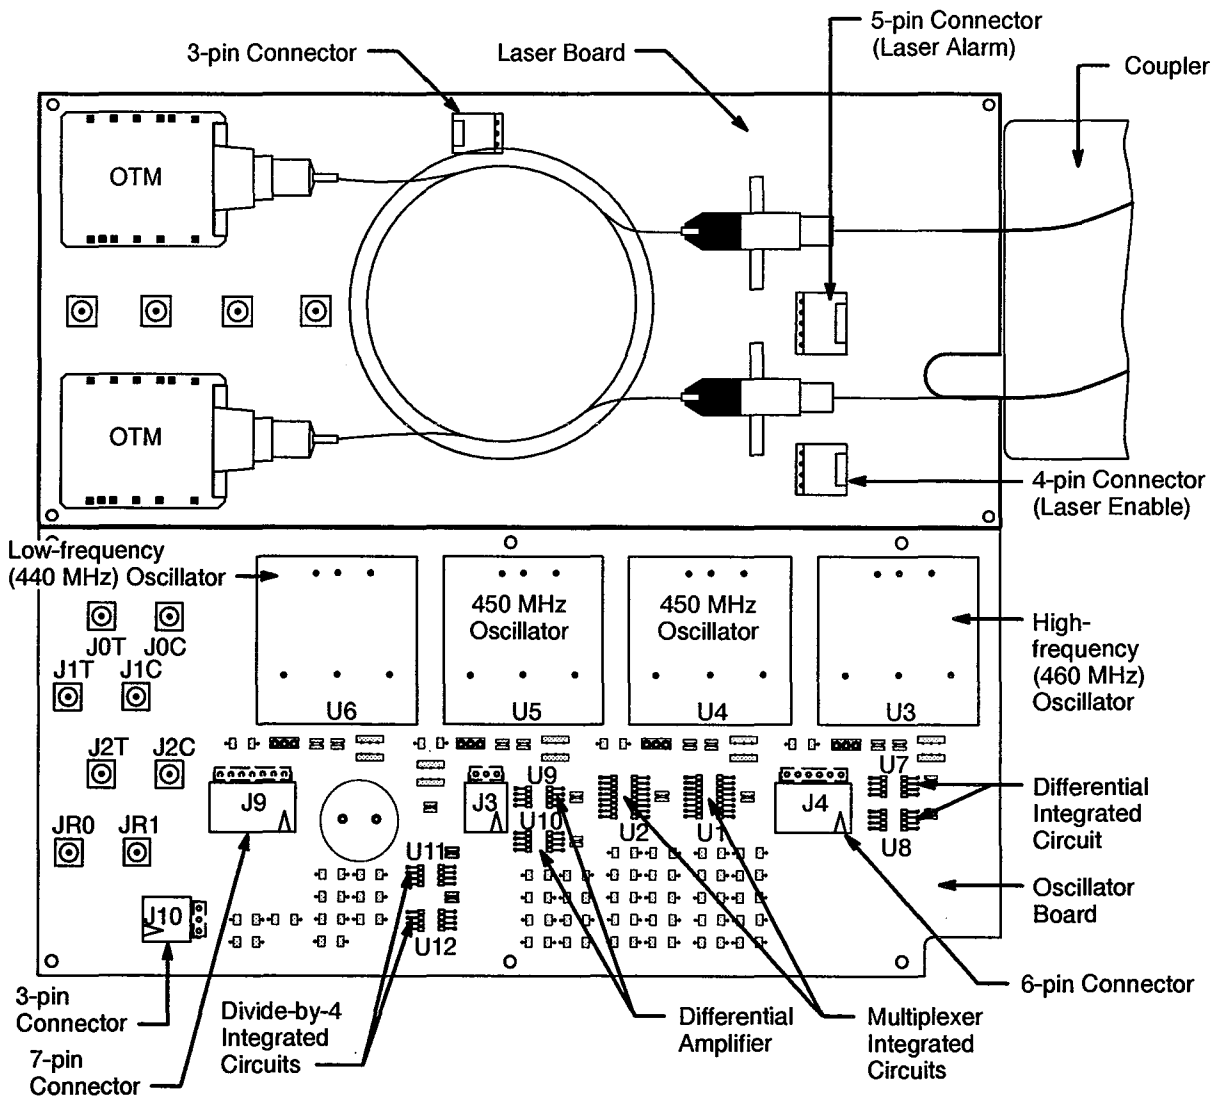 5-pin Connector
(Laser Alarm)
3-pin Connector
Laser Board
Coupler
OTM
OTM
4-pin Connector
(Laser Enable)
Low-frequency
(440 MHz) Oscillator
450 MHz
Oscillator
450 MHz
Oscillator
High-
frequency
(460 MHz)
Oscillator
J0T
J0C
J1T
J1C
U6
U5
U4
U3
J2T
J2C
J9
J3
U9
U10
U2
U1
J4
U7
U8
Differential
Integrated
Circuit
JR0
JR1
U11
U12
J10
Oscillator
Board
6-pin Connector
3-pin
Connector
7-pin
Connector
Divide-by-4
Integrated
Circuits
Differential
Amplifier
Multiplexer
Integrated
Circuits